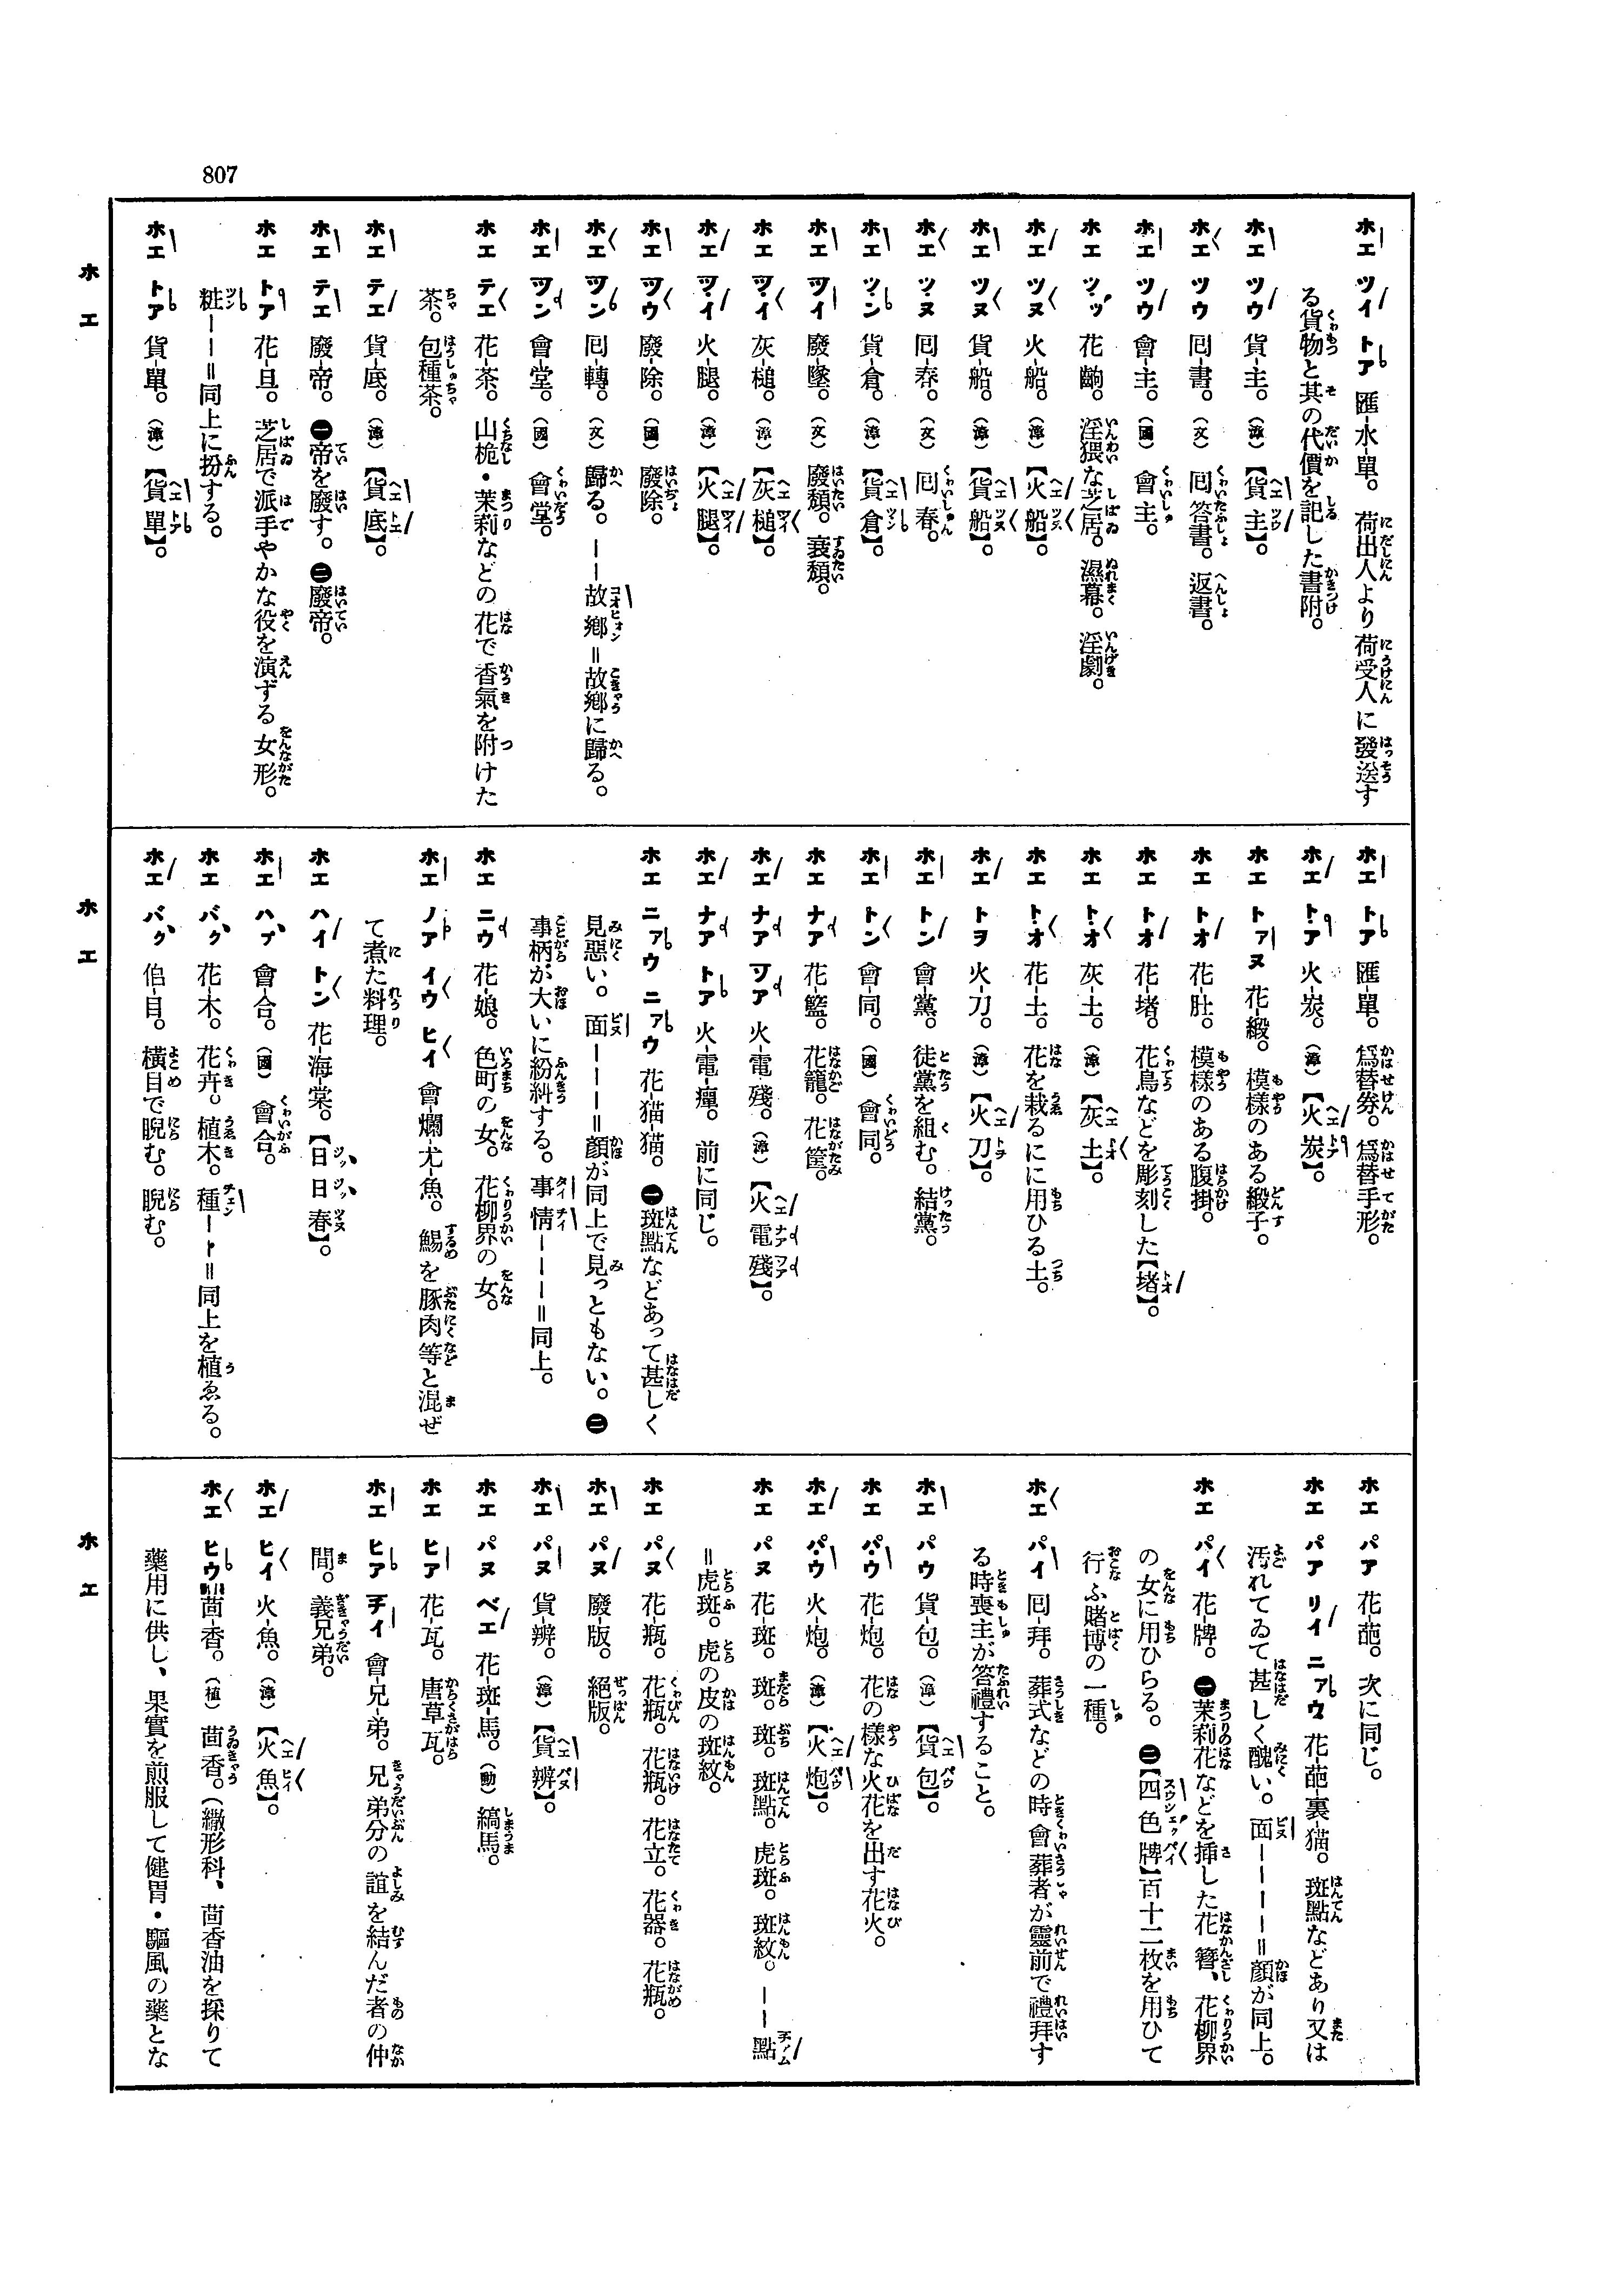 807
ホエ ツイ トア 匯-水-單。 荷出人より荷受人に發送す
る貨物と其の代價を記した書附。
ホエ ツウ 貨-主。(漳)【貨主】。
ホエ ツウ 囘-書。(文) 囘答書。返書。
ホエ ツウ 會-主。(國) 會主。
ホエ 花-齣。 淫猥な芝居。濕幕。淫劇。
ホエ ツヌ 火-船。(漳)【火船】。
ホエ ツヌ 貨-船。(漳)【貨船】。
ホエ ツヌ 囘-春。 囘春。
ホエ ツン 貨-倉。(漳)【貨倉】。
ホエ ツイ 廢-墜。(文) 廢頽。衰頽。
ホエ ツイ 灰-槌。(漳)【灰槌】。
ホエ ツイ 火-腿。(漳)【火腿】。
ホエ ツウ 廢-除。(國) 廢除。
ホエ ツン 囘-轉。(文) 歸る。――故鄕=故鄕に歸る。
ホエ ツン 會-堂。(國) 會堂。
ホエ テエ 花-茶。 山梔・茉莉などの花で香氣を附けた
茶。包種茶。
ホエ テエ 貨-底。(漳)【貨底】。
ホエ テエ 廢-帝。 ㊀帝を廢す。㊁廢帝。
ホエ トア 花-旦。 芝居で派手やかな役を演ずる女形。
粧――=同上に扮する。
ホエ トア 貨-單。(漳)【貨單】。
ホエ トア 匯-單。 爲替券。爲替手形。
ホエ トア 火-炭。(漳)【火炭】。
ホエ トアヌ 花-緞。 模樣のある緞子。
ホエ トオ 花-肚。 模樣のある腹掛。
ホエ トオ 花-堵。 花鳥などを彫刻した【堵】。
ホエ トオ 灰-土。(漳)【灰土】。
ホエ トオ 花-土。 花を栽るにに用ひる土。
ホエ トヲ 火-刀。(漳)【火刀】。
ホエ トン 會-黨。 徒黨を組む。結黨。
ホエ トン 會-同。(國) 會同。
ホエ ナア 花-籃。 花籠。花筐。
ホエ ナア ツア 火-電-殘。(漳)【火電殘】。
ホエ ナア トア 火-電-癉。 前に同じ。
ホエ ニアウ ニアウ 花-猫-猫。 ㊀斑點などあって甚しく
見惡い。面―――=顏が同上で見っともない。㊁
事柄が大いに紛糾する。事情―――=同上。
ホエ ニウ 花-娘。 色町の女。花柳界の女。
ホエ ノア イウ ヒイ 會-爛-尤-魚。 鯣を豚肉等と混ぜ
て煮た料理。
ホエ ハイ トン 花-海-棠。【日日春】。
ホエ ハプ 會-合。(國) 會合。
ホエ バク 花-木。 花卉。植木。種――=同上を植ゑる。
ホエ バク 目。 橫目で睨む。睨む。
ホエ パア 花-葩。 次に同じ。
ホエ パア リイ ニアウ 花-葩-裏-猫。 斑點などあり又は
汚れてゐて甚しく醜い。面――――=顏が同上。
ホエ パイ 花-牌。 ㊀茉莉花などを挿した花簪、花柳界
の女に用ひらる。㊁【四色牌】百十二枚を用ひて
行ふ賭博の一種。
ホエ パイ 囘-拜。 葬式などの時會葬者が靈前で禮拜す
る時喪主が答禮すること。
ホエ パウ 貨-包。(漳)【貨包】。
ホエ パウ 花-炮。 花の樣な火花を出す花火。
ホエ パウ 火-炮。(漳)【火炮】。
ホエ パヌ 花-斑。 斑。斑。斑點。虎斑。斑紋。――點
=虎斑。虎の皮の斑紋。
ホエ パヌ 花-瓶。 花瓶。花瓶。花立。花器。花瓶。
ホエ パヌ 廢-版。 絕版。
ホエ パヌ 貨-辨。(漳)【貨辨】。
ホエ パヌ ベエ 花-斑-馬。(動) 縞馬。
ホエ ヒア 花-瓦。 唐草瓦。
ホエ ヒア チイ 會-兄-弟。 兄弟分の誼を結んだ者の仲
間。義兄弟。
ホエ ヒイ 火-魚。(漳)【火魚】。
ホエ ヒウ 茴-香。(植) 茴香。(繖形科、茴香油を採りて
藥用に供し、果實を煎服して健胃・驅風の藥とな
ホエ
ホエ
ホエ